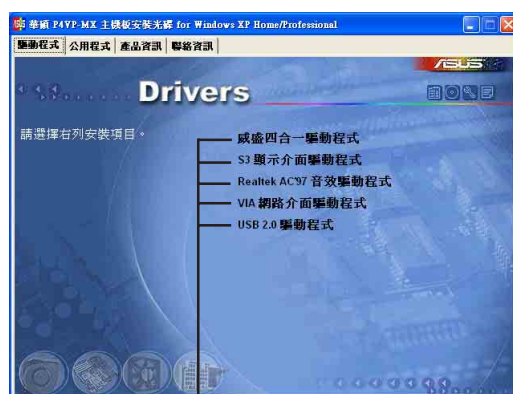 華碩 P4VP-MX 主機板安裝光碟 for Windows XP Home/Professional
驅動程式 公用程式 產品資訊 聯絡資訊
ASUS
Drivers
請選擇右列安裝項目。
威盛四合一驅動程式
S3 顯示介面驅動程式
Realtek AC'97 音效驅動程式
VIA 網路介面驅動程式
USB 2.0 驅動程式